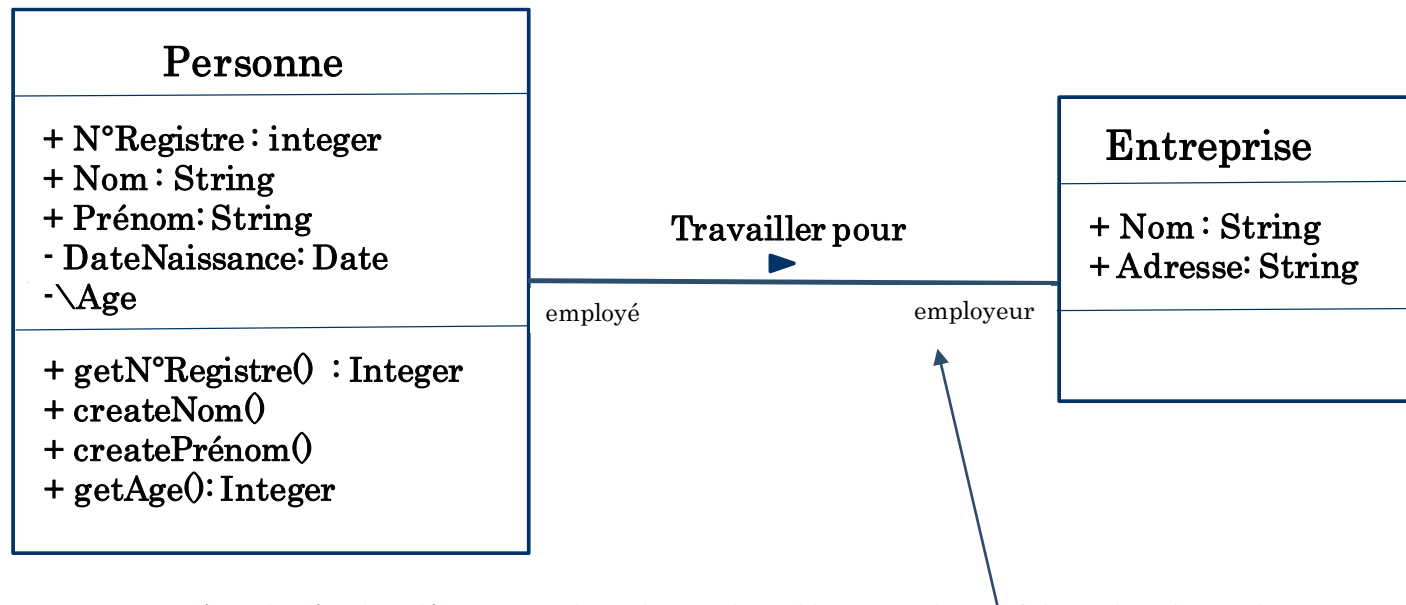 Personne
+ N°Registre : integer
+ Nom : String
+ Prénom: String
- DateNaissance: Date
-\Age
+ getN°Registre() : Integer
+ createNom()
+ createPrénom()
+ getAge(): Integer
Travailler pour
employé
employeur
Entreprise
+ Nom : String
+ Adresse: String